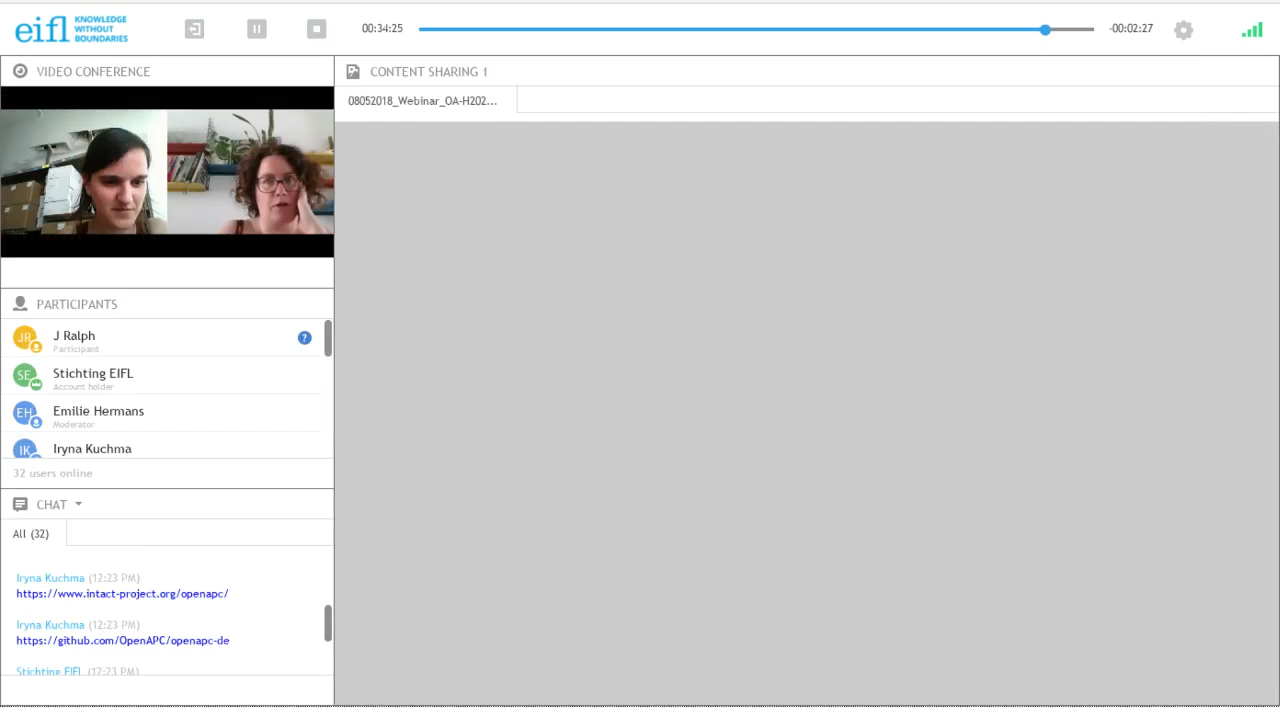 eifl KNOWLEDGE
WITHOUT
BOUNDARIES
00:34:25
-00:02:27
VIDEO CONFERENCE
CONTENT SHARING 1
08052018_Webinar_OA-H202...
PARTICIPANTS
JR J Ralph
Participant
?
SE Stichting EIFL
Account holder
EH Emilie Hermans
Moderator
IK Iryna Kuchma
32 users online
CHAT
All (32)
Iryna Kuchma (12:23 PM)
https://www.intact-project.org/openapc/
Iryna Kuchma (12:23 PM)
https://github.com/OpenAPC/openapc-de
Stichting EIFL (12:23 PM)